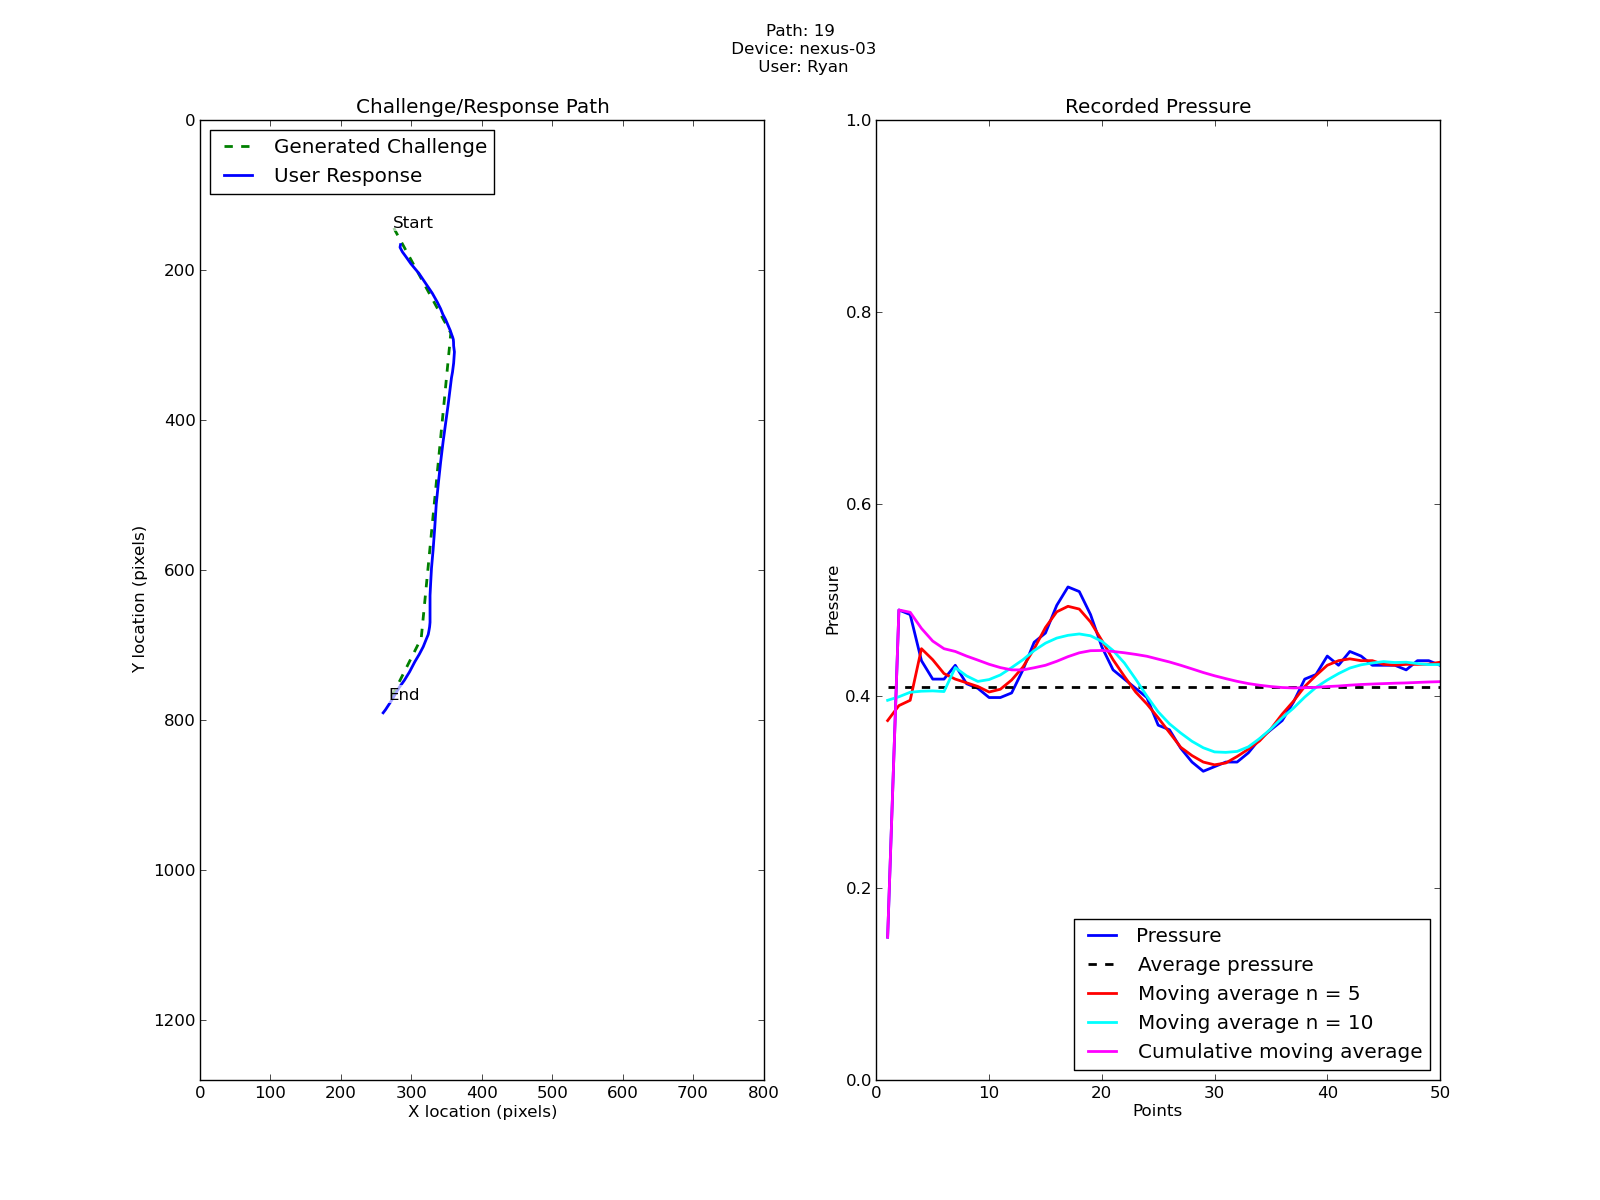 Path: 19
Device: nexus-03
User: Ryan
Challenge/Response Path
0
200
400
600
800
1000
1200
Y location (pixels)
Generated Challenge
User Response
Start
End
0 100 200 300 400 500 600 700 800
X location (pixels)
Recorded Pressure
1.0
0.8
0.6
0.4
0.2
0.0
Pressure
Pressure
Average pressure
Moving average n = 5
Moving average n = 10
Cumulative moving average
0 10 20 30 40 50
Points